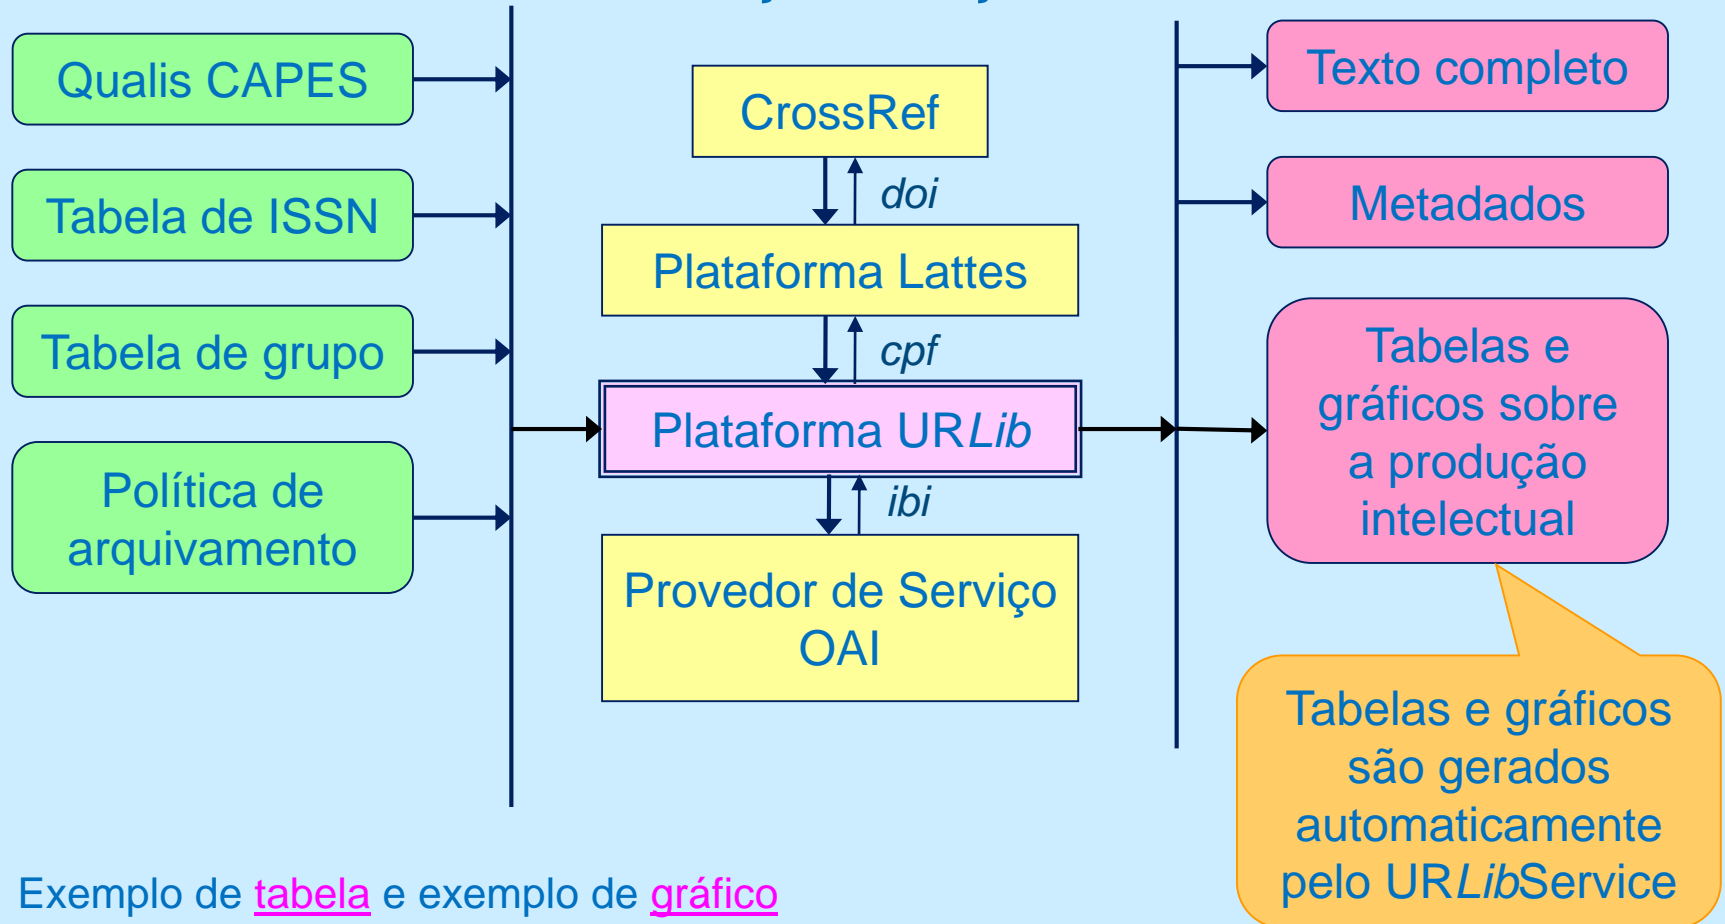 Qualis CAPES
Tabela de ISSN
Tabela de grupo
Política de
arquivamento
CrossRef
doi
Plataforma Lattes
cpf
Plataforma URLib
ibi
Provedor de Serviço
OAI
Texto completo
Metadados
Tabelas e
gráficos sobre
a produção
intelectual
Tabelas e gráficos
são gerados
automaticamente
pelo URLibService
Exemplo de tabela e exemplo de gráfico